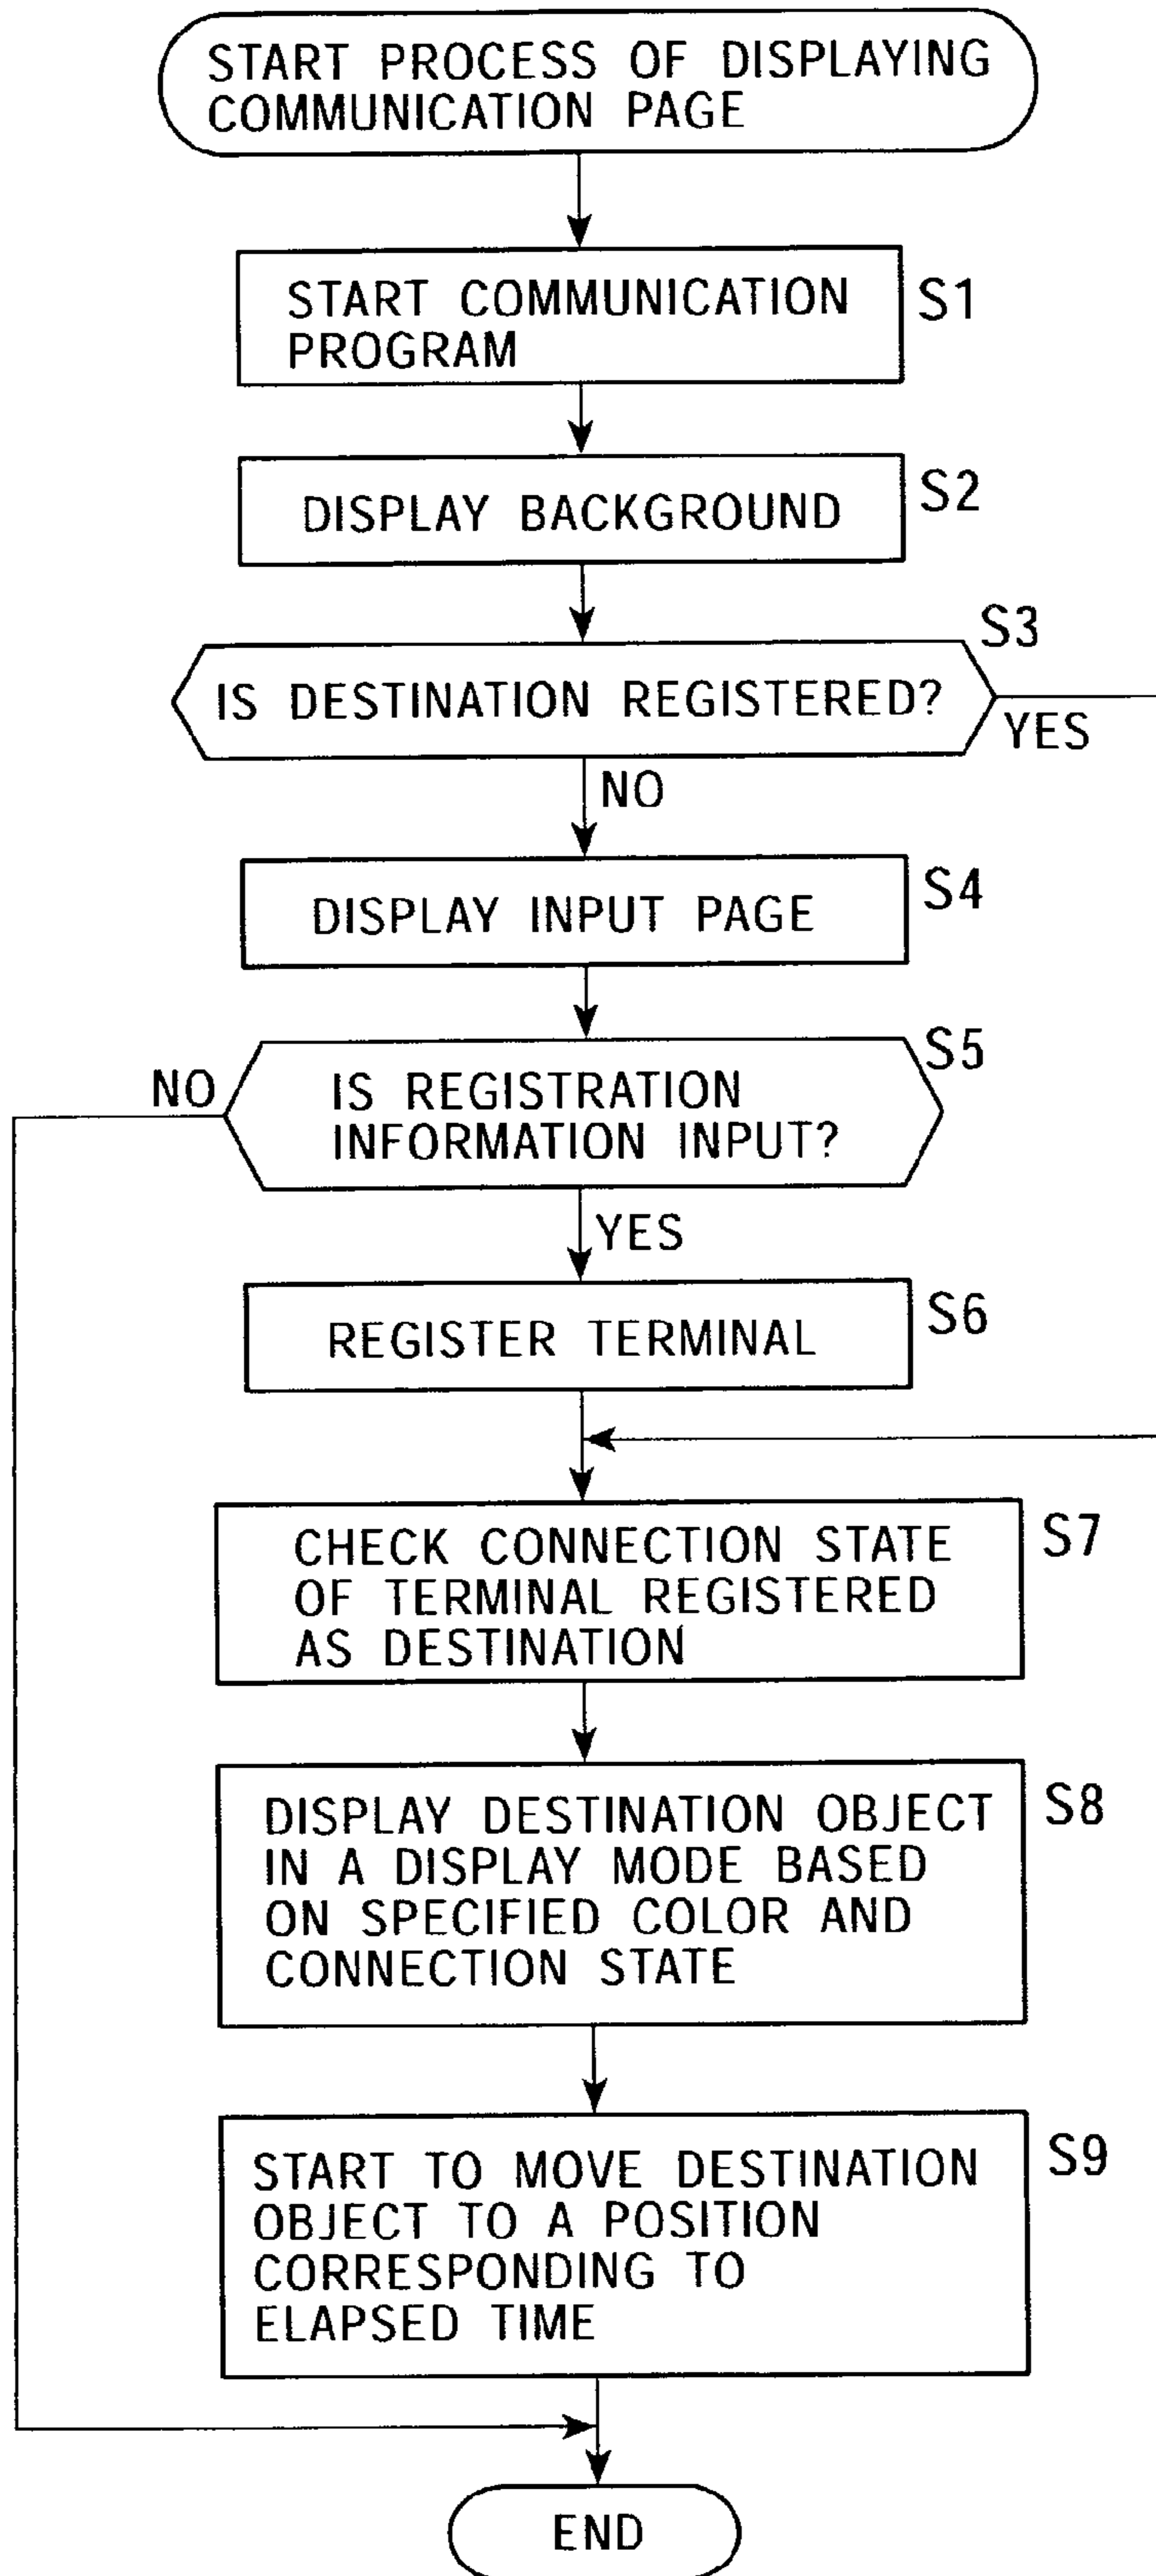 START PROCESS OF DISPLAYING
COMMUNICATION PAGE
START COMMUNICATION
PROGRAM
S1
DISPLAY BACKGROUND
S2
S3
IS DESTINATION REGISTERED?
YES
NO
DISPLAY INPUT PAGE
S4
S5
NO
IS REGISTRATION
INFORMATION INPUT?
YES
REGISTER TERMINAL
S6
CHECK CONNECTION STATE
OF TERMINAL REGISTERED
AS DESTINATION
S7
DISPLAY DESTINATION OBJECT
IN A DISPLAY MODE BASED
ON SPECIFIED COLOR AND
CONNECTION STATE
S8
START TO MOVE DESTINATION
OBJECT TO A POSITION
CORRESPONDING TO
ELAPSED TIME
S9
END